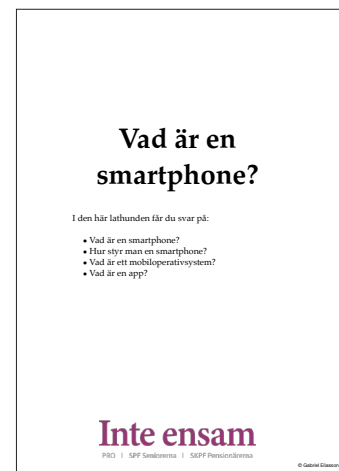 Vad är en
smartphone?
I den här lathunden får du svar på:
• Vad är en smartphone?
• Hur styr man en smartphone?
• Vad är ett mobiloperativsystem?
• Vad är en app?
Inte ensam
PRO | SPF Seniorerna | SKPF Pensionärerna
© Gabriel Eliasson